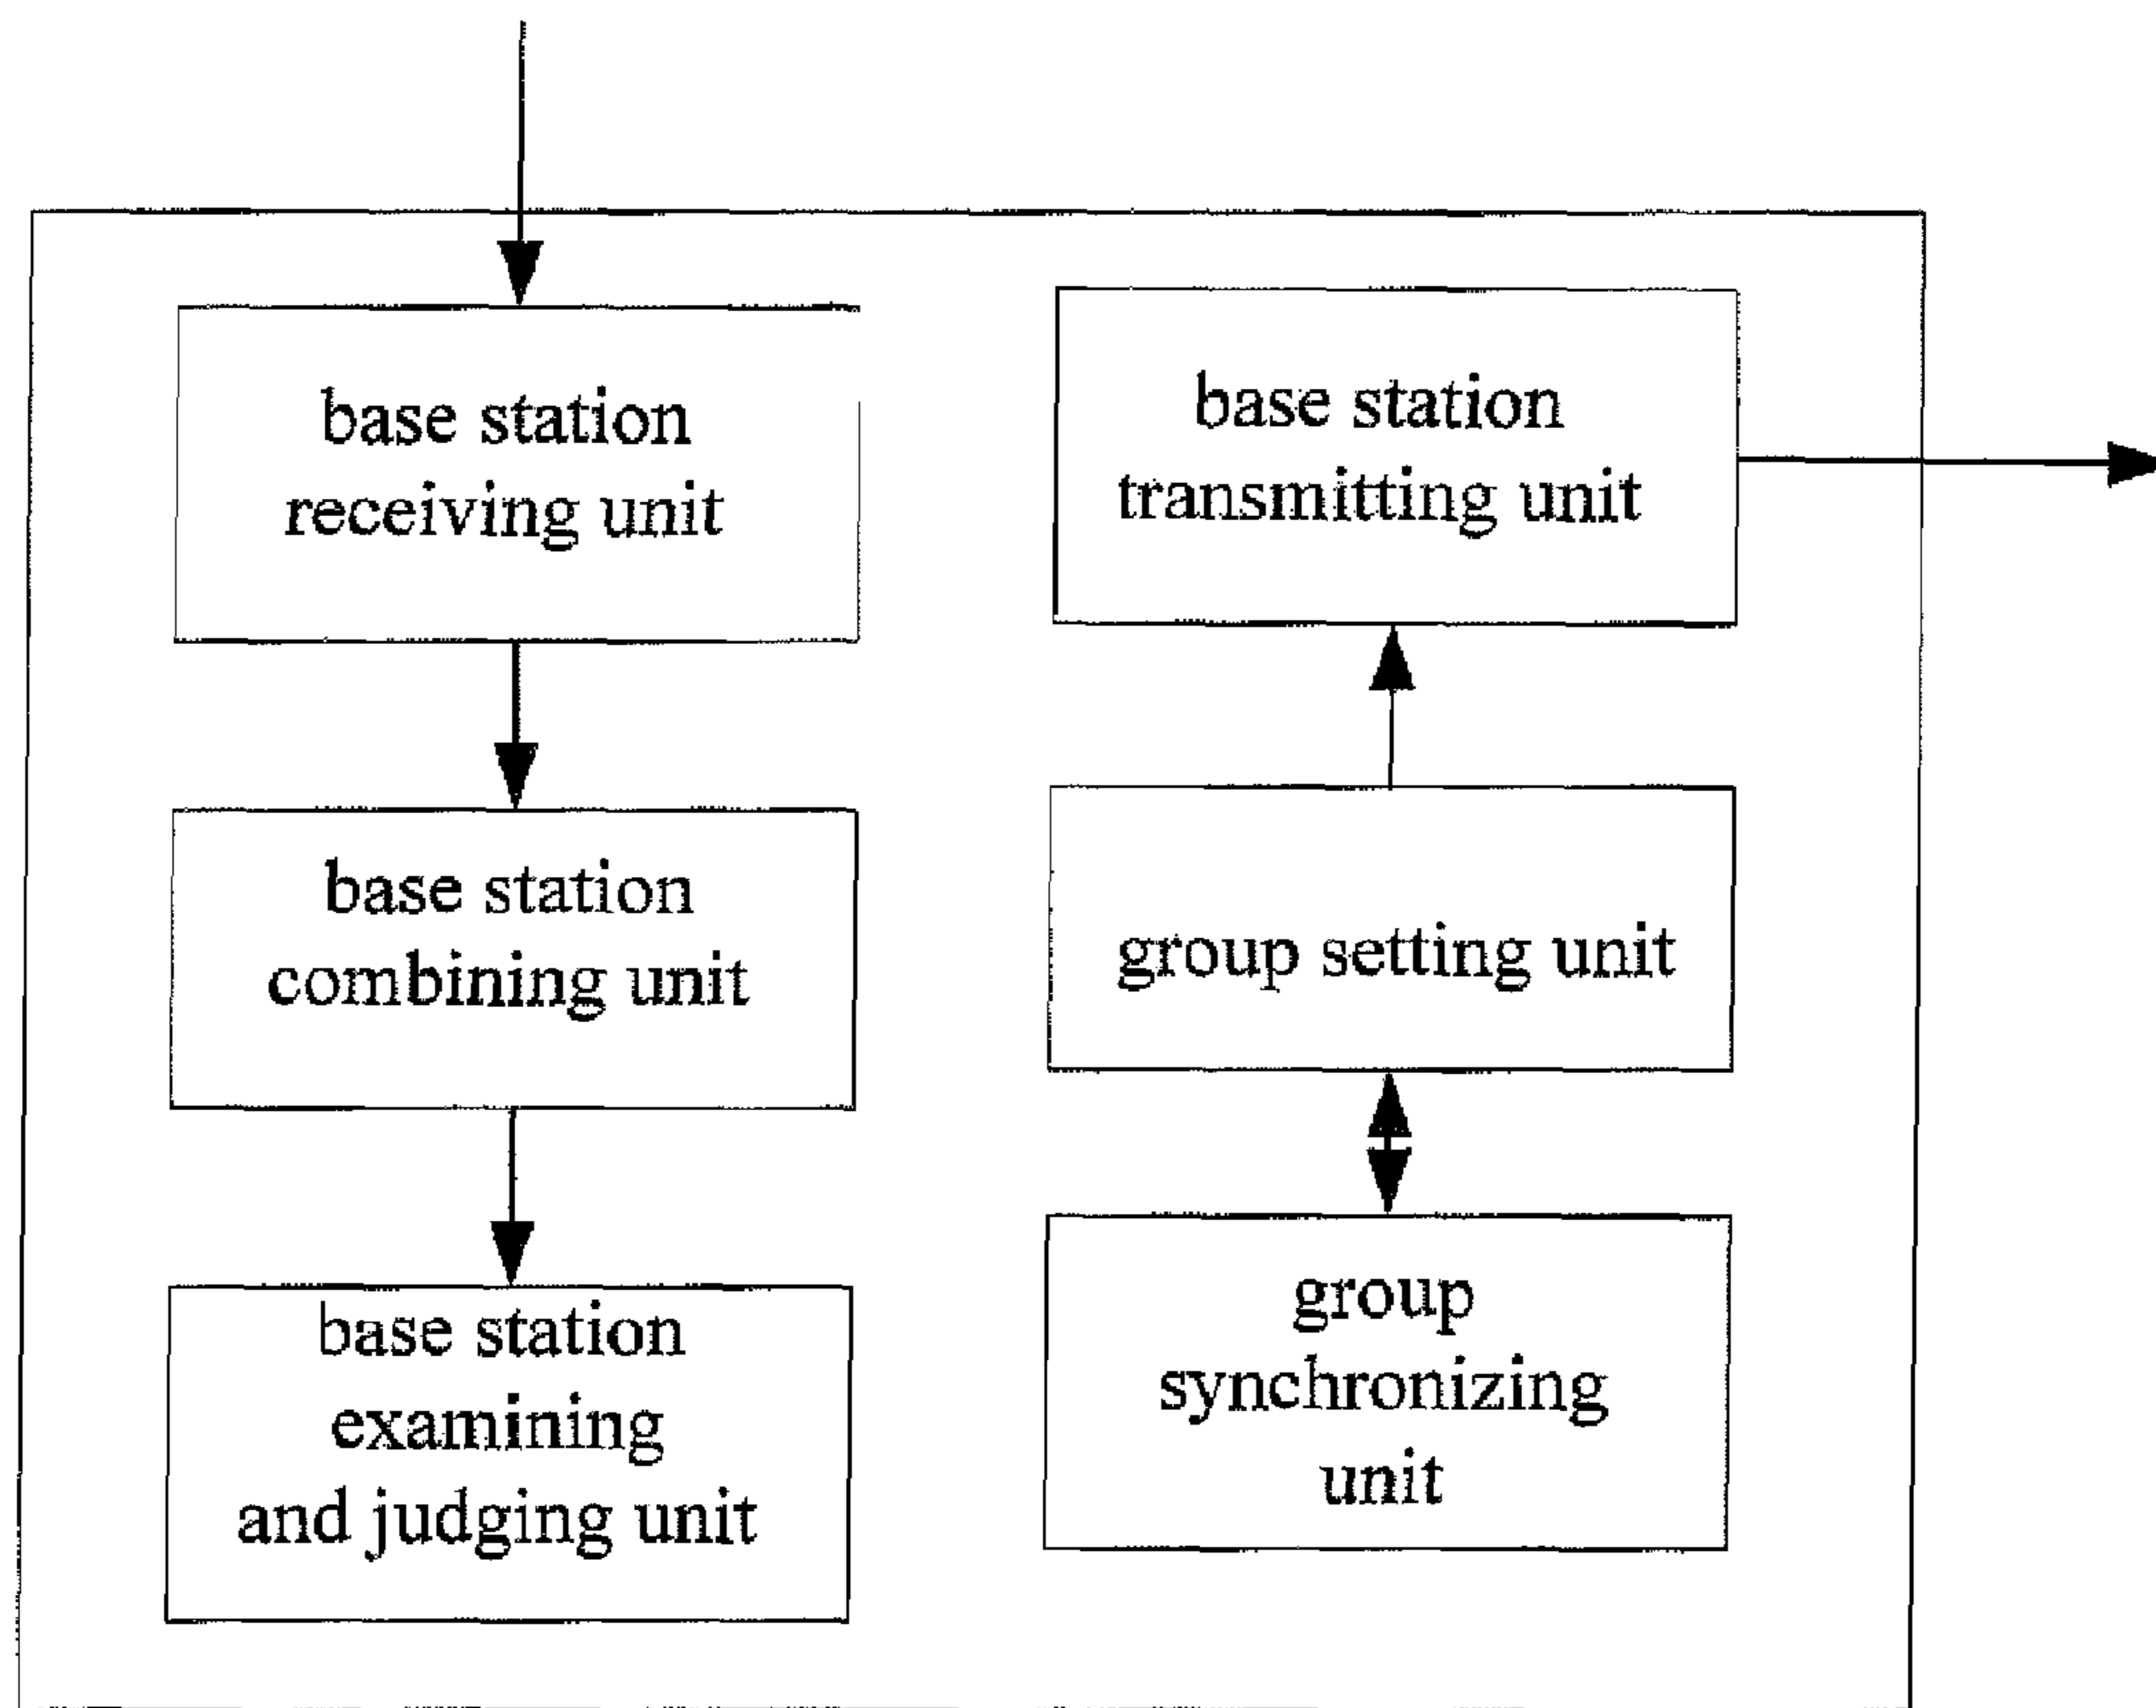 base station
receiving unit
base station
combining unit
base station
examining
and judging unit
base station
transmitting unit
group setting unit
group
synchronizing
unit